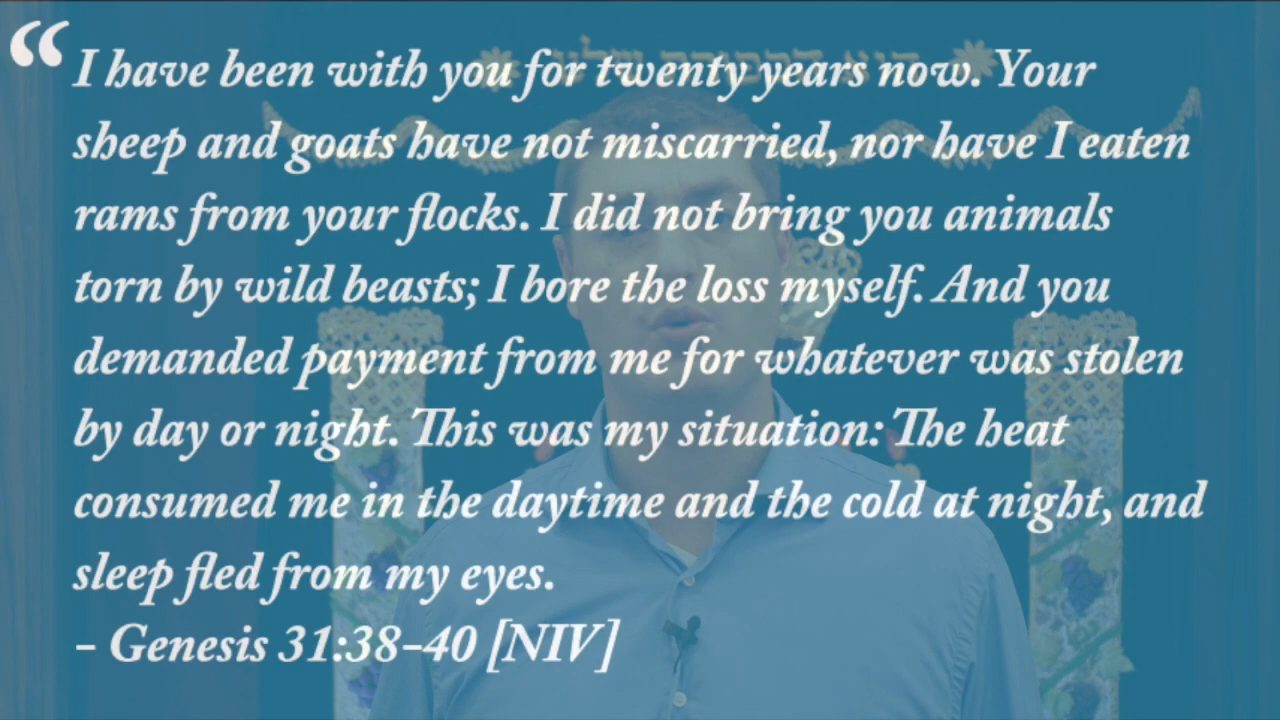 “ I have been with you for twenty years now. Your
sheep and goats have not miscarried, nor have I eaten
rams from your flocks. I did not bring you animals
torn by wild beasts; I bore the loss myself. And you
demanded payment from me for whatever was stolen
by day or night. This was my situation: The heat
consumed me in the daytime and the cold at night, and
sleep fled from my eyes.
– Genesis 31:38–40 [NIV]